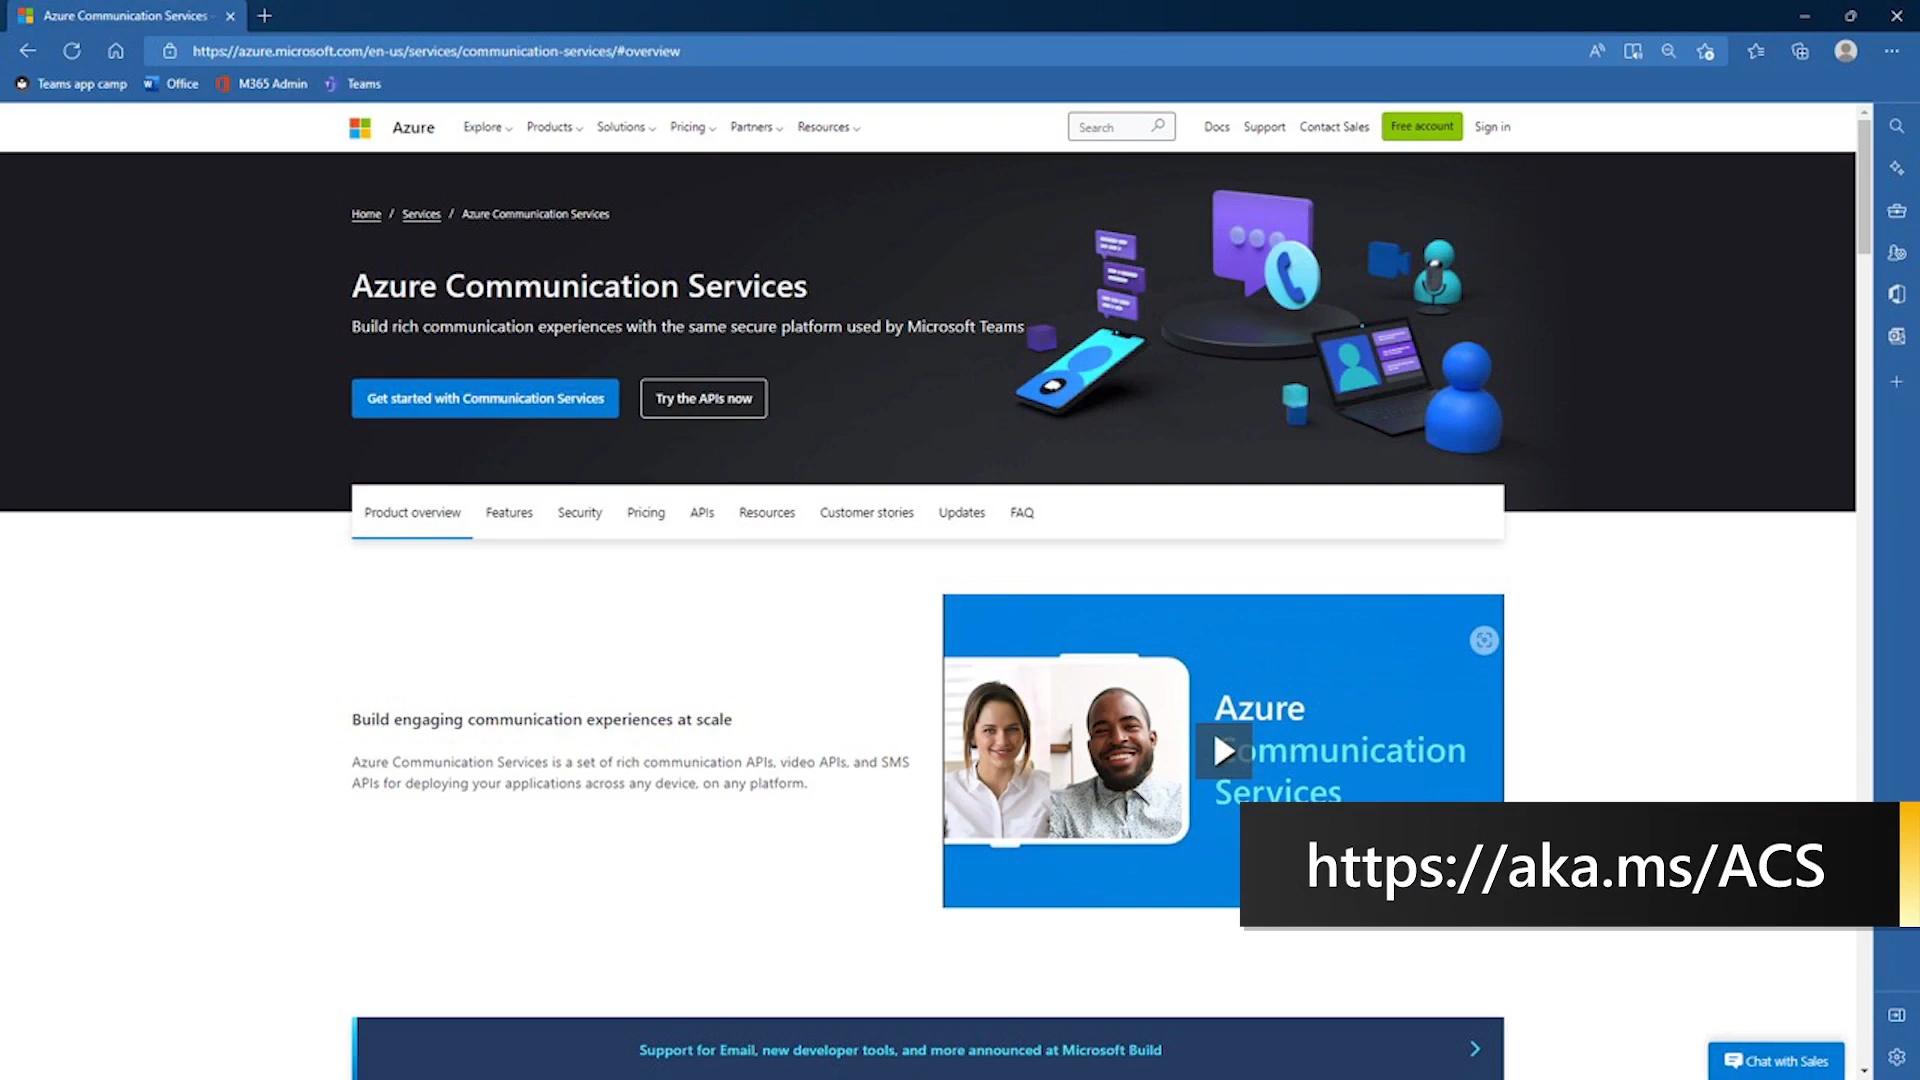 Azure Communication Services
https://azure.microsoft.com/en-us/services/communication-services/#overview
Teams app camp Office M365 Admin Teams
Azure Explore Products Solutions Pricing Partners Resources Search Docs Support Contact Sales Free account Sign in
Home / Services / Azure Communication Services
Azure Communication Services
Build rich communication experiences with the same secure platform used by Microsoft Teams
Get started with Communication Services Try the APIs now
Product overview Features Security Pricing APIs Resources Customer stories Updates FAQ
Build engaging communication experiences at scale
Azure Communication Services is a set of rich communication APIs, video APIs, and SMS
APIs for deploying your applications across any device, on any platform.
Azure
Communication
Services
https://aka.ms/ACS
Support for Email, new developer tools, and more announced at Microsoft Build
Chat with Sales